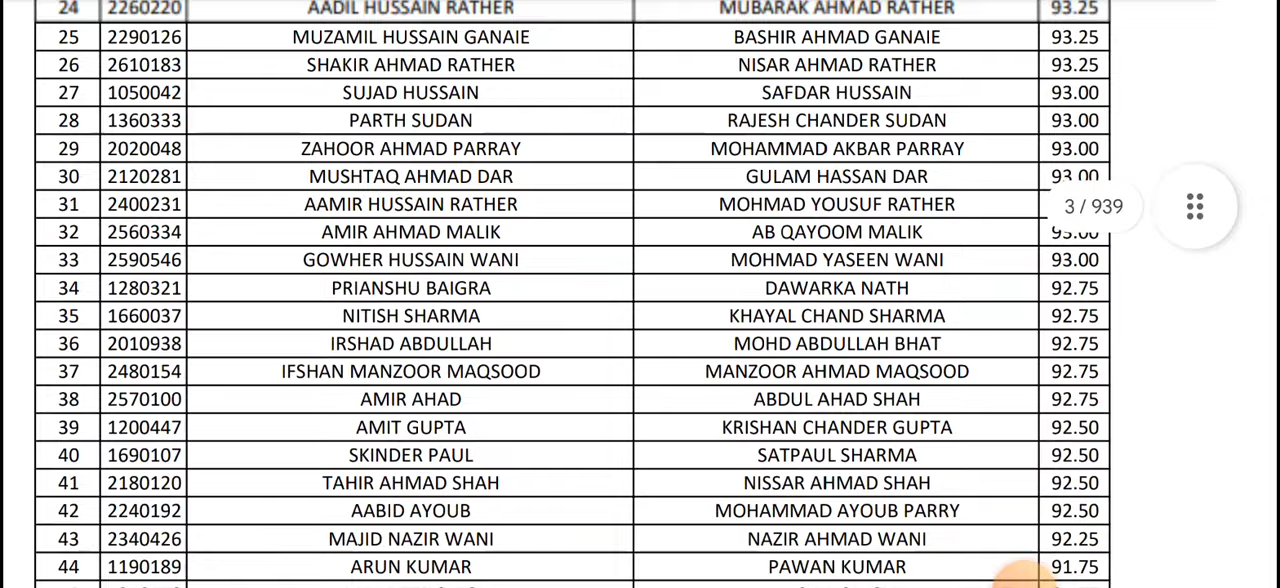 24 2260220 AADIL HUSSAIN RATHER MUBARAK AHMAD RATHER 93.25
25 2290126 MUZAMIL HUSSAIN GANAIE BASHIR AHMAD GANAIE 93.25
26 2610183 SHAKIR AHMAD RATHER NISAR AHMAD RATHER 93.25
27 1050042 SUJAD HUSSAIN SAFDAR HUSSAIN 93.00
28 1360333 PARTH SUDAN RAJESH CHANDER SUDAN 93.00
29 2020048 ZAHOOR AHMAD PARRAY MOHAMMAD AKBAR PARRAY 93.00
30 2120281 MUSHTAQ AHMAD DAR GULAM HASSAN DAR 93.00
31 2400231 AAMIR HUSSAIN RATHER MOHMAD YOUSUF RATHER
3 / 939
32 2560334 AMIR AHMAD MALIK AB QAYOOM MALIK 93.00
33 2590546 GOWHER HUSSAIN WANI MOHMAD YASEEN WANI 93.00
34 1280321 PRIANSHU BAIGRA DAWARKA NATH 92.75
35 1660037 NITISH SHARMA KHAYAL CHAND SHARMA 92.75
36 2010938 IRSHAD ABDULLAH MOHD ABDULLAH BHAT 92.75
37 2480154 IFSHAN MANZOOR MAQSOOD MANZOOR AHMAD MAQSOOD 92.75
38 2570100 AMIR AHAD ABDUL AHAD SHAH 92.75
39 1200447 AMIT GUPTA KRISHAN CHANDER GUPTA 92.50
40 1690107 SKINDER PAUL SATPAUL SHARMA 92.50
41 2180120 TAHIR AHMAD SHAH NISSAR AHMAD SHAH 92.50
42 2240192 AABID AYOUB MOHAMMAD AYOUB PARRY 92.50
43 2340426 MAJID NAZIR WANI NAZIR AHMAD WANI 92.25
44 1190189 ARUN KUMAR PAWAN KUMAR 91.75